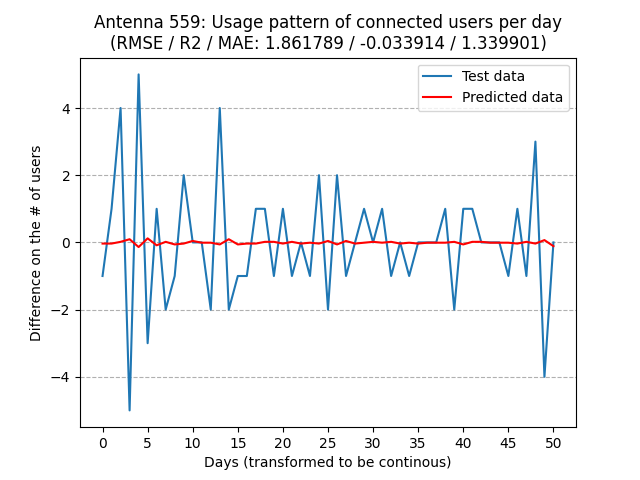 Antenna 559: Usage pattern of connected users per day
(RMSE / R2 / MAE: 1.861789 / -0.033914 / 1.339901)
Test data
Predicted data
Difference on the # of users
4
2
0
−2
−4
0 5 10 15 20 25 30 35 40 45 50
Days (transformed to be continous)